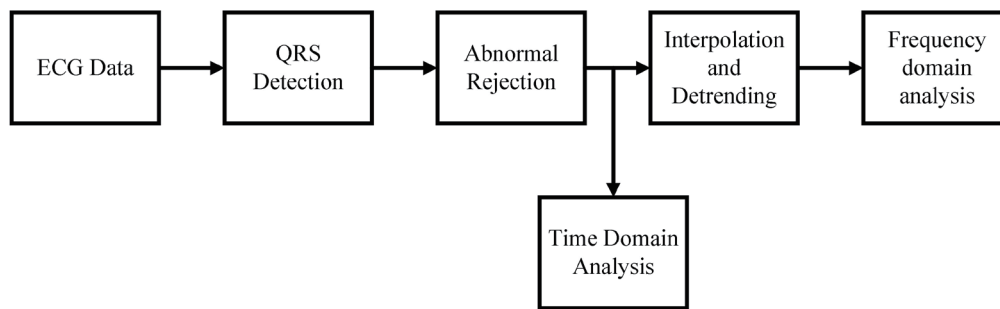 ECG Data
QRS
Detection
Abnormal
Rejection
Interpolation
and
Detrending
Frequency
domain
analysis
Time Domain
Analysis